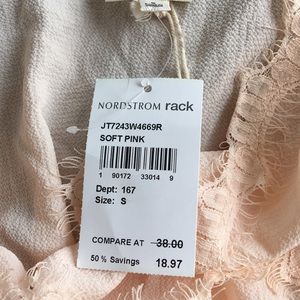 NORDSTROM rack
JT7243W4669R
SOFT PINK
1 90172 33014 9
Dept: 167
Size: S
COMPARE AT 38.00
50 % Savings 18.97